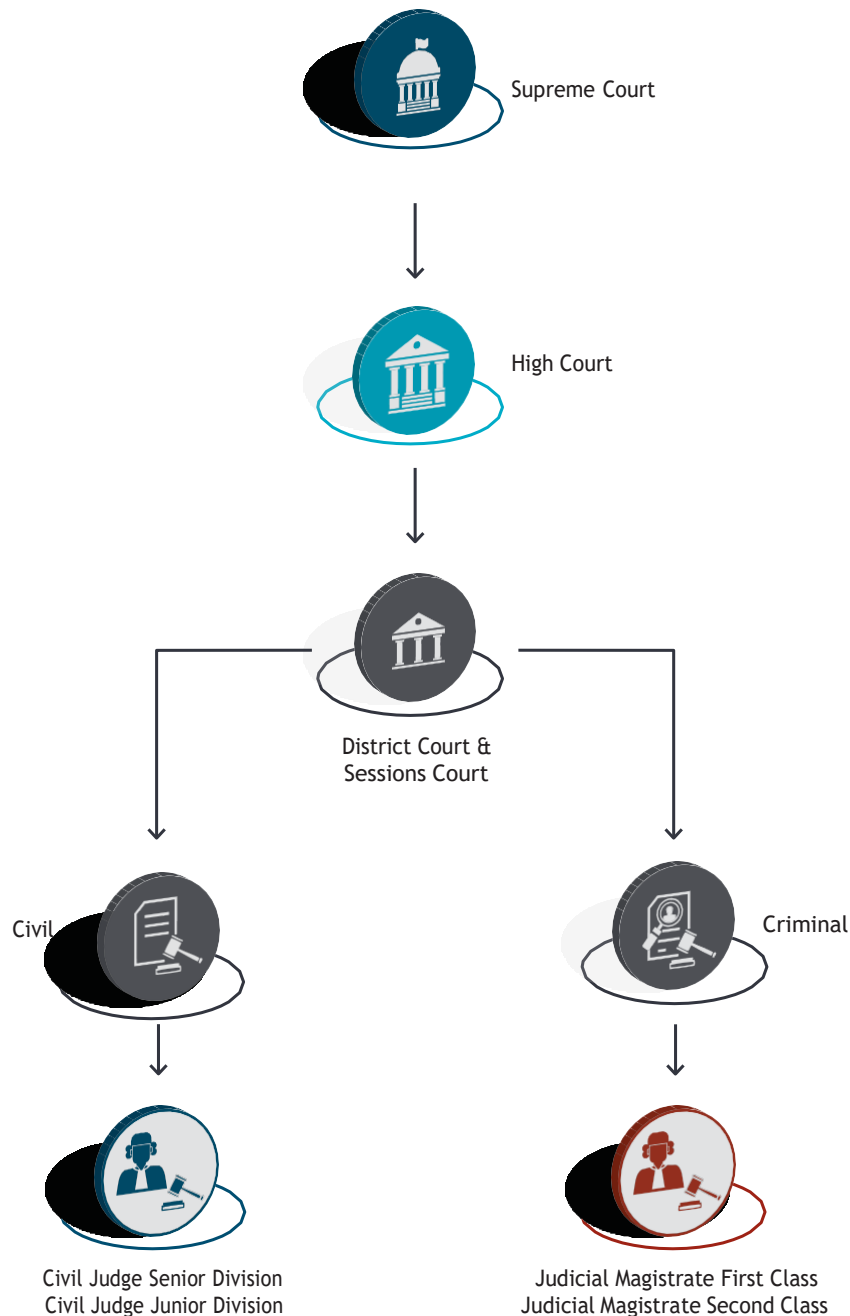 Supreme Court
High Court
District Court &
Sessions Court
Civil
Criminal
Civil Judge Senior Division
Civil Judge Junior Division
Judicial Magistrate First Class
Judicial Magistrate Second Class